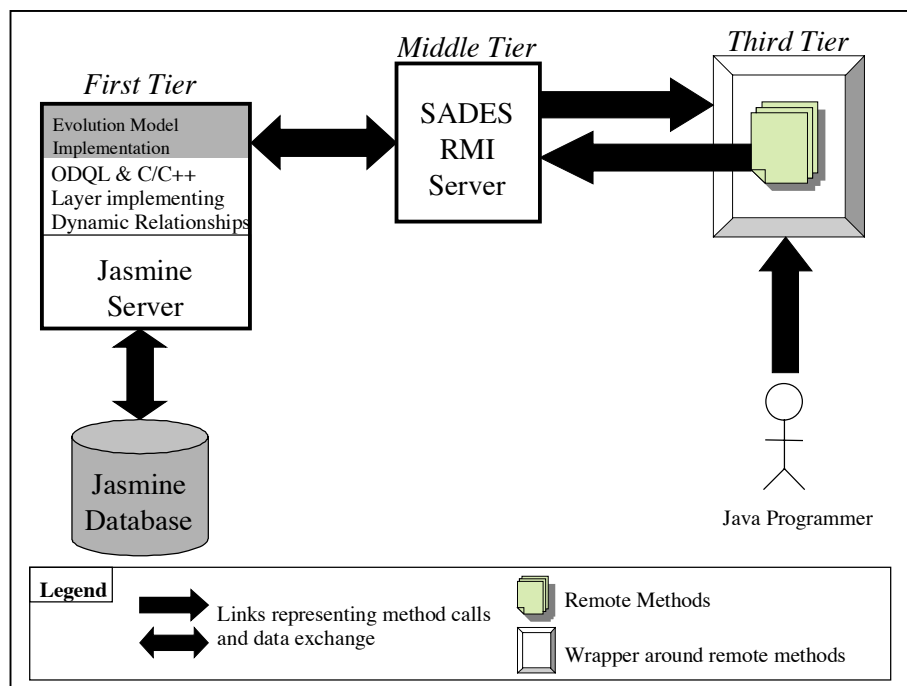 First Tier
Evolution Model
Implementation
ODQL & C/C++
Layer implementing
Dynamic Relationships
Jasmine
Server
Jasmine
Database
Middle Tier
SADES
RMI
Server
Third Tier
Java Programmer
Legend
Links representing method calls
and data exchange
Remote Methods
Wrapper around remote methods